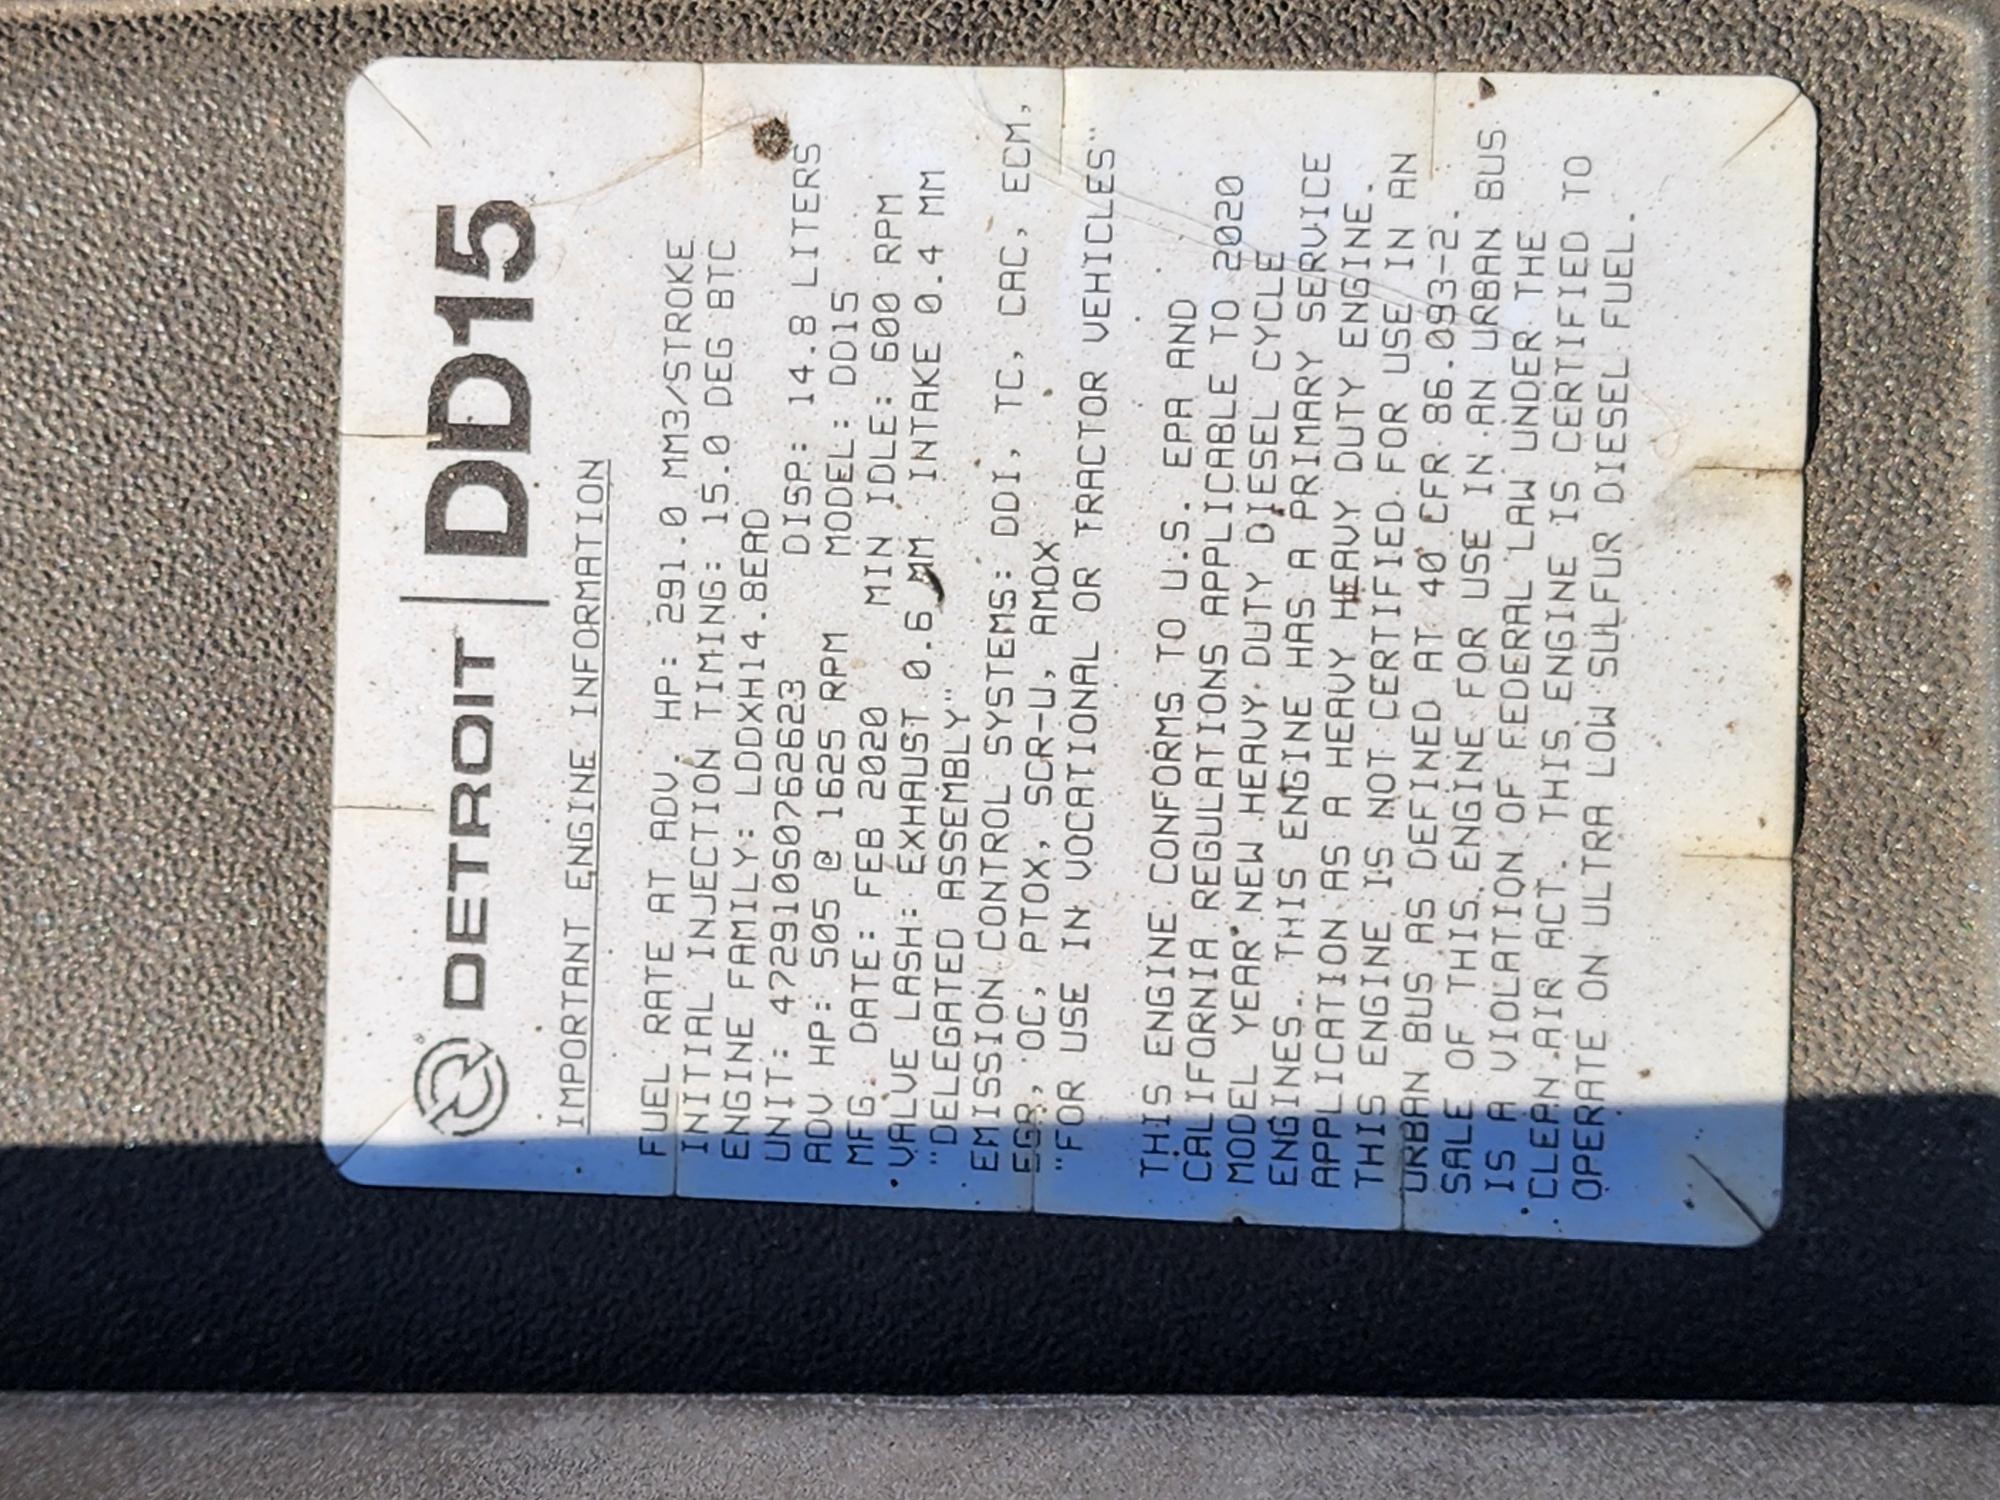 DETROIT | DD15
IMPORTANT ENGINE INFORMATION
FUEL RATE AT ADV. HP: 291.0 MM3/STROKE
INITIAL INJECTION TIMING: 15.0 DEG BTC
ENGINE FAMILY: LDDXH14.8EAD
UNIT: 472910S0762623 DISP: 14.8 LITERS
ADV HP: 505 @ 1625 RPM MODEL: DD15
MFG. DATE: FEB 2020 MIN IDLE: 600 RPM
VALVE LASH: EXHAUST 0.6 MM INTAKE 0.4 MM
"DELEGATED ASSEMBLY"
EMISSION CONTROL SYSTEMS: DDI, TC, CAC, ECM,
EGR, OC, PTOX, SCR-U, AMOX
"FOR USE IN VOCATIONAL OR TRACTOR VEHICLES"
THIS ENGINE CONFORMS TO U.S. EPA AND
CALIFORNIA REGULATIONS APPLICABLE TO 2020
MODEL YEAR NEW HEAVY DUTY DIESEL CYCLE
ENGINES. THIS ENGINE HAS A PRIMARY SERVICE
APPLICATION AS A HEAVY HEAVY DUTY ENGINE.
THIS ENGINE IS NOT CERTIFIED FOR USE IN AN
URBAN BUS AS DEFINED AT 40 CFR 86.093-2.
SALE OF THIS ENGINE FOR USE IN AN URBAN BUS
IS A VIOLATION OF FEDERAL LAW UNDER THE
CLEAN AIR ACT. THIS ENGINE IS CERTIFIED TO
OPERATE ON ULTRA LOW SULFUR DIESEL FUEL.